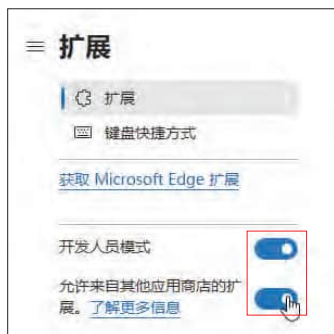 扩展
扩展
键盘快捷方式
获取 Microsoft Edge 扩展
开发人员模式
允许来自其他应用商店的扩
展。了解更多信息